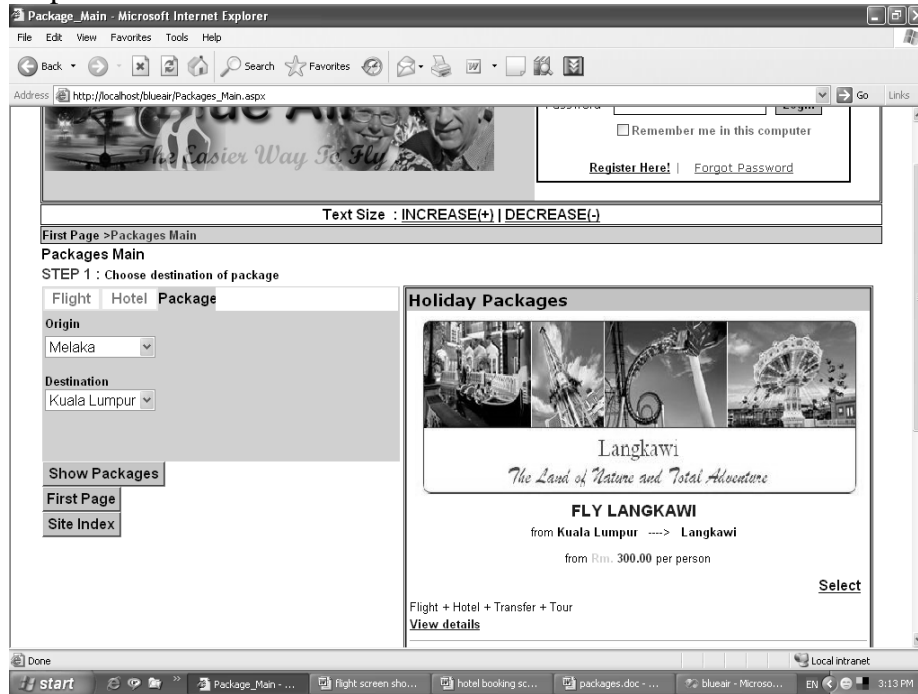 Package_Main - Microsoft Internet Explorer
File Edit View Favorites Tools Help
Back Search Favorites
Address http://localhost/blueair/Packages_Main.aspx Go Links
The Easier Way To Fly
Remember me in this computer
Register Here! | Forgot Password
Text Size : INCREASE(+) | DECREASE(-)
First Page >Packages Main
Packages Main
STEP 1 : Choose destination of package
Flight Hotel Package
Origin
Melaka
Destination
Kuala Lumpur
Show Packages
First Page
Site Index
Holiday Packages
Langkawi
The Land of Nature and Total Adventure
FLY LANGKAWI
from Kuala Lumpur ----> Langkawi
from Rm. 300.00 per person
Select
Flight + Hotel + Transfer + Tour
View details
Done Local intranet
start Package_Main - ... flight screen sho... hotel booking sc... packages.doc - ... blueair - Microso... EN 3:13 PM